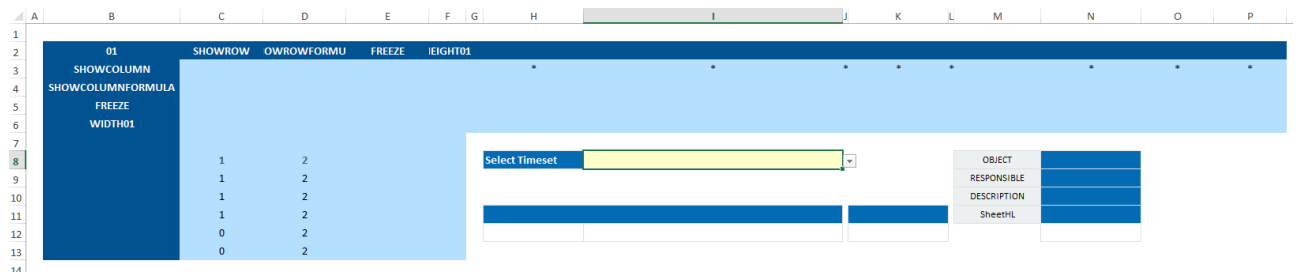 A B C D E F G H I J K L M N O P
1
2 01 SHOWROW OWROWFORMU FREEZE IEIGHT01
3 SHOWCOLUMN * * * * * * * *
4 SHOWCOLUMNFORMULA
5 FREEZE
6 WIDTH01
7
8 1 2 Select Timeset OBJECT
9 1 2 RESPONSIBLE
10 1 2 DESCRIPTION
11 1 2 SheetHL
12 0 2
13 0 2
14